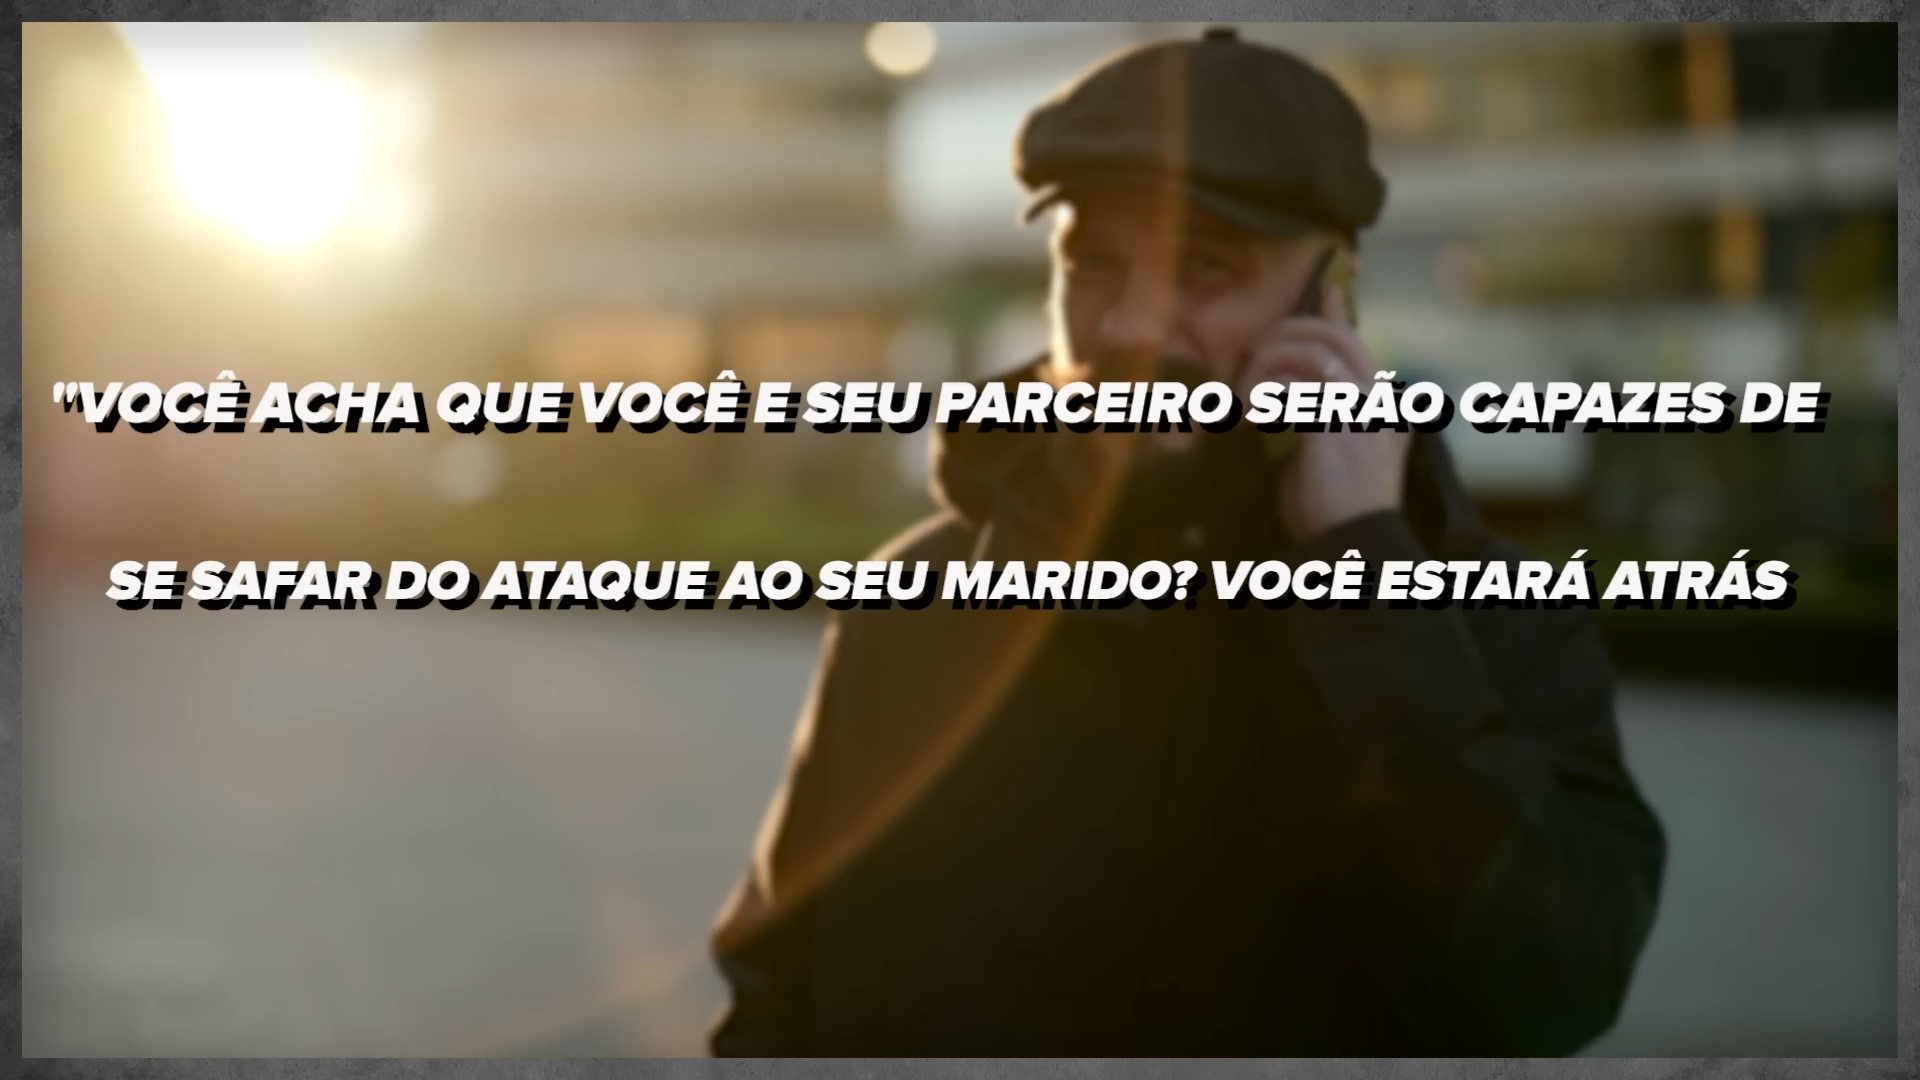 "VOCÊ ACHA QUE VOCÊ E SEU PARCEIRO SERÃO CAPAZES DE
SE SAFAR DO ATAQUE AO SEU MARIDO? VOCÊ ESTARÁ ATRÁS